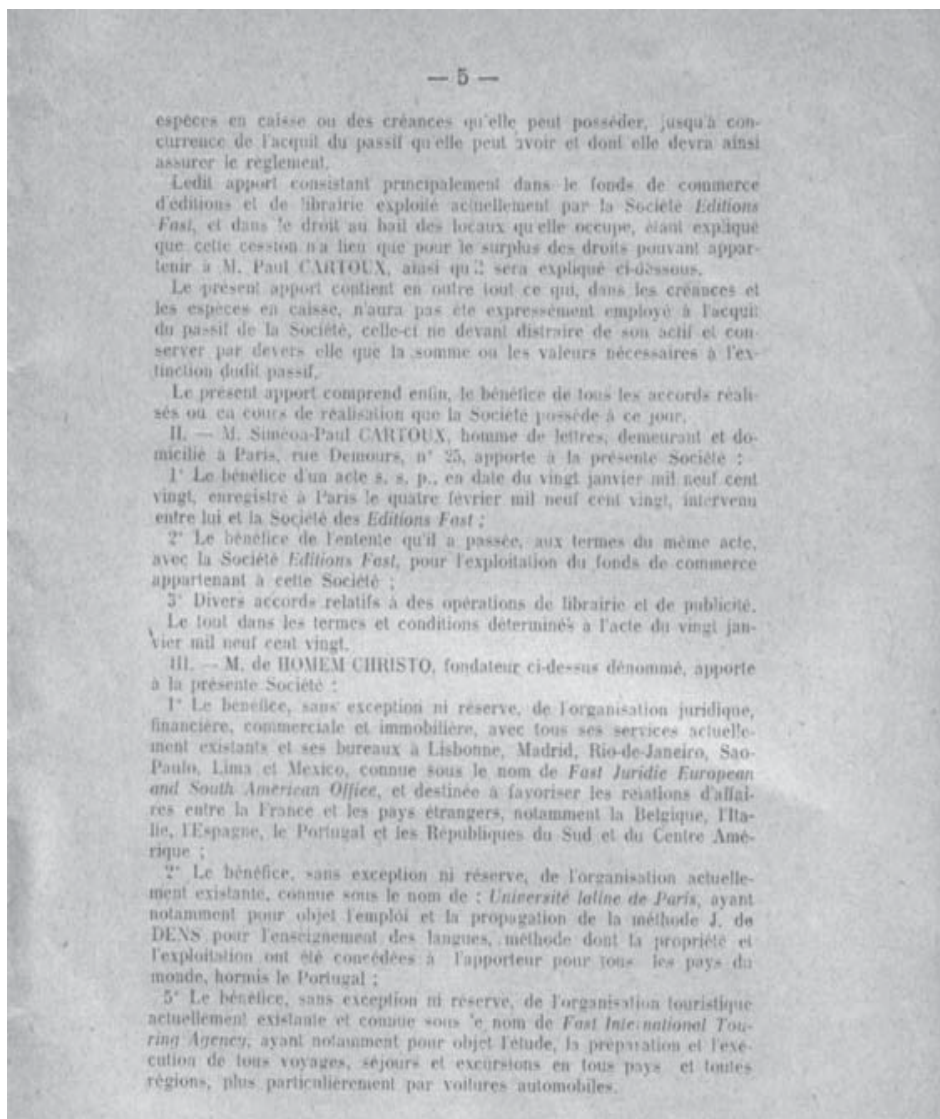 — 5 —
espèces en caisse ou des créances qu'elle peut posséder, jusqu'à con-
currence de l'acquit du passif qu'elle peut avoir et dont elle devra ainsi
assurer le règlement.
Ledit apport consistant principalement dans le fonds de commerce
d'éditions et de librairie exploité actuellement par la Société Editions
Fast, et dans le droit au bail des locaux qu'elle occupe, étant expliqué
que cette cession n'a lieu que pour le surplus des droits pouvant appar-
tenir à M. Paul CARTOUX, ainsi qu'il sera expliqué ci-dessous.
Le présent apport contient en outre tout ce qui, dans les créances et
les espèces en caisse, n'aura pas été expressément employé à l'acquit
du passif de la Société, celle-ci ne devant distraire de son actif et con-
server par devers elle que la somme ou les valeurs nécessaires à l'ex-
tinction dudit passif.
Le présent apport comprend enfin, le bénéfice de tous les accords réali-
sés ou en cours de réalisation que la Société possède à ce jour.
II. — M. Siméon-Paul CARTOUX, homme de lettres, demeurant et do-
micilié à Paris, rue Demours, n° 25, apporte à la présente Société :
1° Le bénéfice d'un acte s. s. p., en date du vingt janvier mil neuf cent
vingt, enregistré à Paris le quatre février mil neuf cent vingt, intervenu
entre lui et la Société des Editions Fast ;
2° Le bénéfice de l'entente qu'il a passée, aux termes du même acte,
avec la Société Editions Fast, pour l'exploitation du fonds de commerce
appartenant à cette Société ;
3° Divers accords relatifs à des opérations de librairie et de publicité.
Le tout dans les termes et conditions déterminés à l'acte du vingt jan-
vier mil neuf cent vingt.
III. — M. de HOMEM CHRISTO, fondateur ci-dessus dénommé, apporte
à la présente Société :
1° Le bénéfice, sans exception ni réserve, de l'organisation juridique,
financière, commerciale et immobilière, avec tous ses services actuelle-
ment existants et ses bureaux à Lisbonne, Madrid, Rio-de-Janeiro, Sao-
Paulo, Lima et Mexico, connue sous le nom de Fast Juridic European
and South American Office, et destinée à favoriser les relations d'affai-
res entre la France et les pays étrangers, notamment la Belgique, l'Ita-
lie, l'Espagne, le Portugal et les Républiques du Sud et du Centre Amé-
rique ;
2° Le bénéfice, sans exception ni réserve, de l'organisation actuelle-
ment existante, connue sous le nom de : Université latine de Paris, ayant
notamment pour objet l'emploi et la propagation de la méthode J. de
DENS pour l'enseignement des langues, méthode dont la propriété et
l'exploitation ont été concédées à l'apporteur pour tous les pays du
monde, hormis le Portugal ;
3° Le bénéfice, sans exception ni réserve, de l'organisation touristique
actuellement existante et connue sous le nom de Fast International Tou-
ring Agency, ayant notamment pour objet l'étude, la préparation et l'exé-
cution de tous voyages, séjours et excursions en tous pays et toutes
régions, plus particulièrement par voitures automobiles.